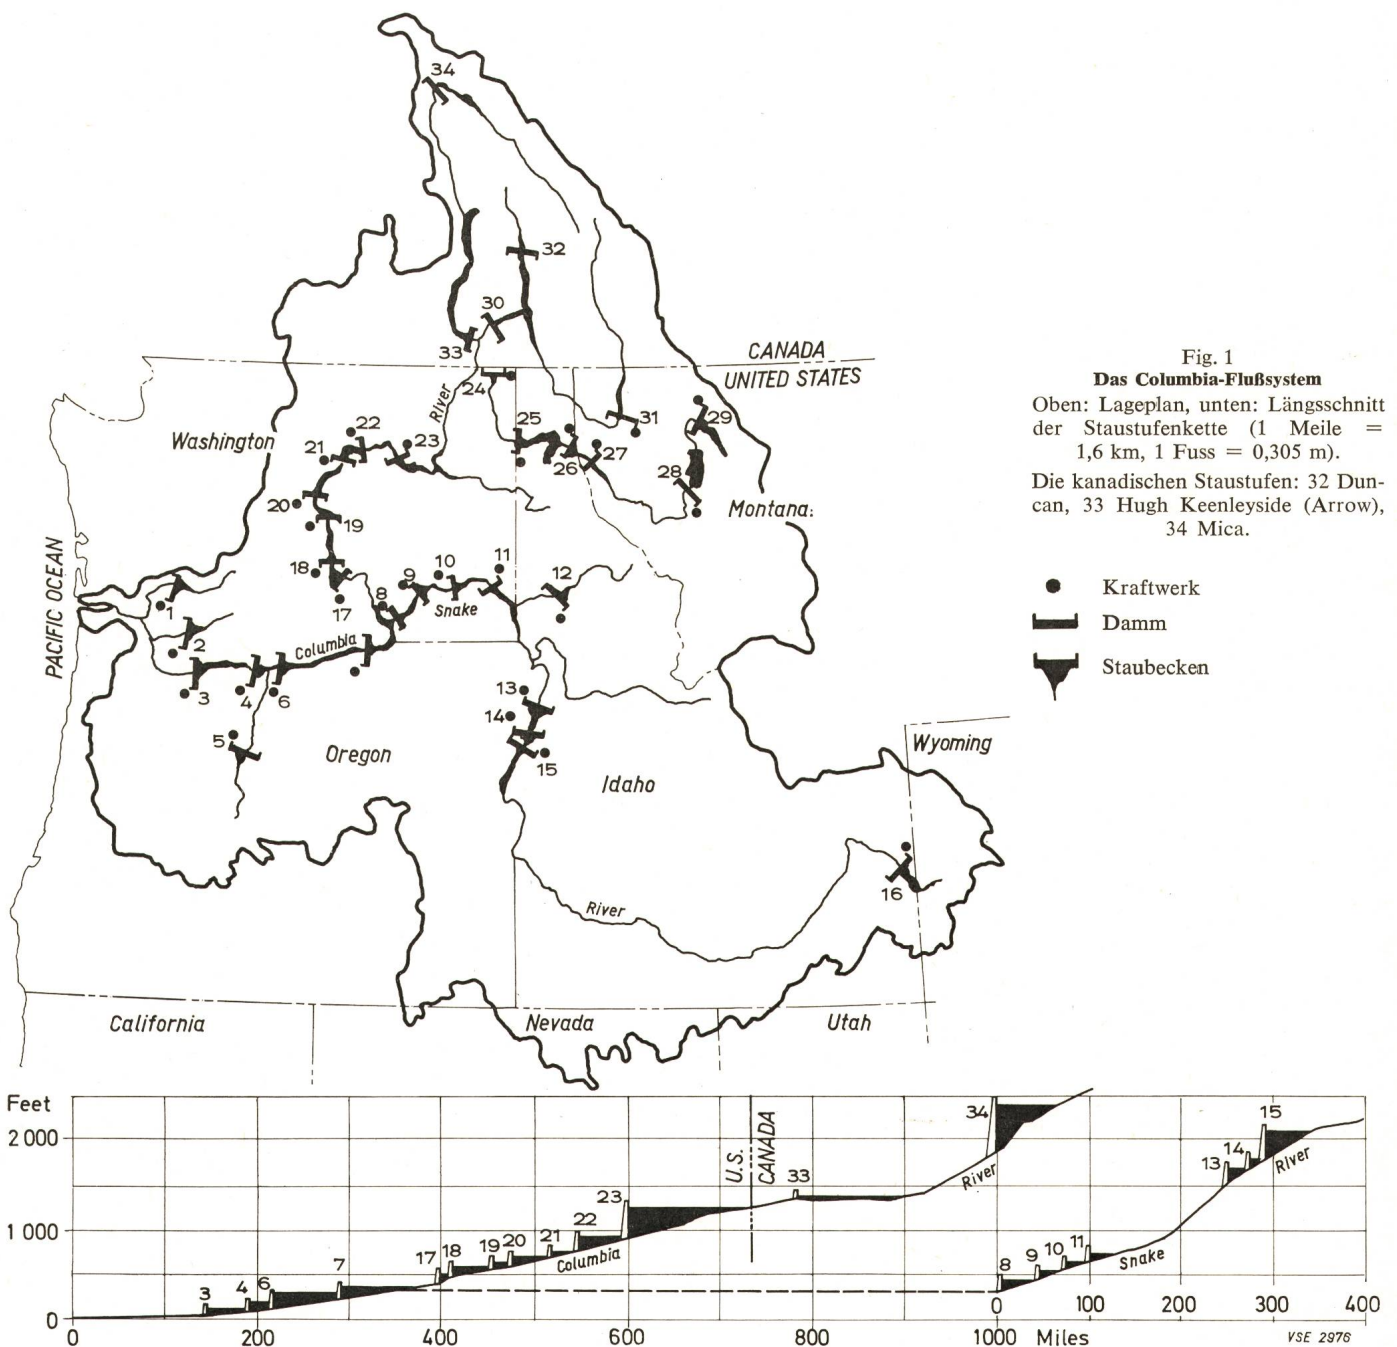 34
32
30
33
CANADA
UNITED STATES
24
River
31
29
22
23
25
Washington
21
26
27
28
20
19
Montana:
PACIFIC OCEAN
18
17
8
9
10
11
12
Snake
1
2
Columbia
3
4
6
5
13
14
15
Oregon
Idaho
Wyoming
16
River
California
Nevada
Utah
Fig. 1
Das Columbia-Flußsystem
Oben: Lageplan, unten: Längsschnitt
der Staustufenkette (1 Meile =
1,6 km, 1 Fuss = 0,305 m).
Die kanadischen Staustufen: 32 Dun-
can, 33 Hugh Keenleyside (Arrow),
34 Mica.
Kraftwerk
Damm
Staubecken
Feet
2 000
1 000
0
U.S.
CANADA
3
4
6
7
17
18
19
20
21
22
23
33
34
Columbia
River
8
9
10
11
13
14
15
Snake
River
0 200 400 600 800 1000 Miles
0 100 200 300 400
VSE 2976